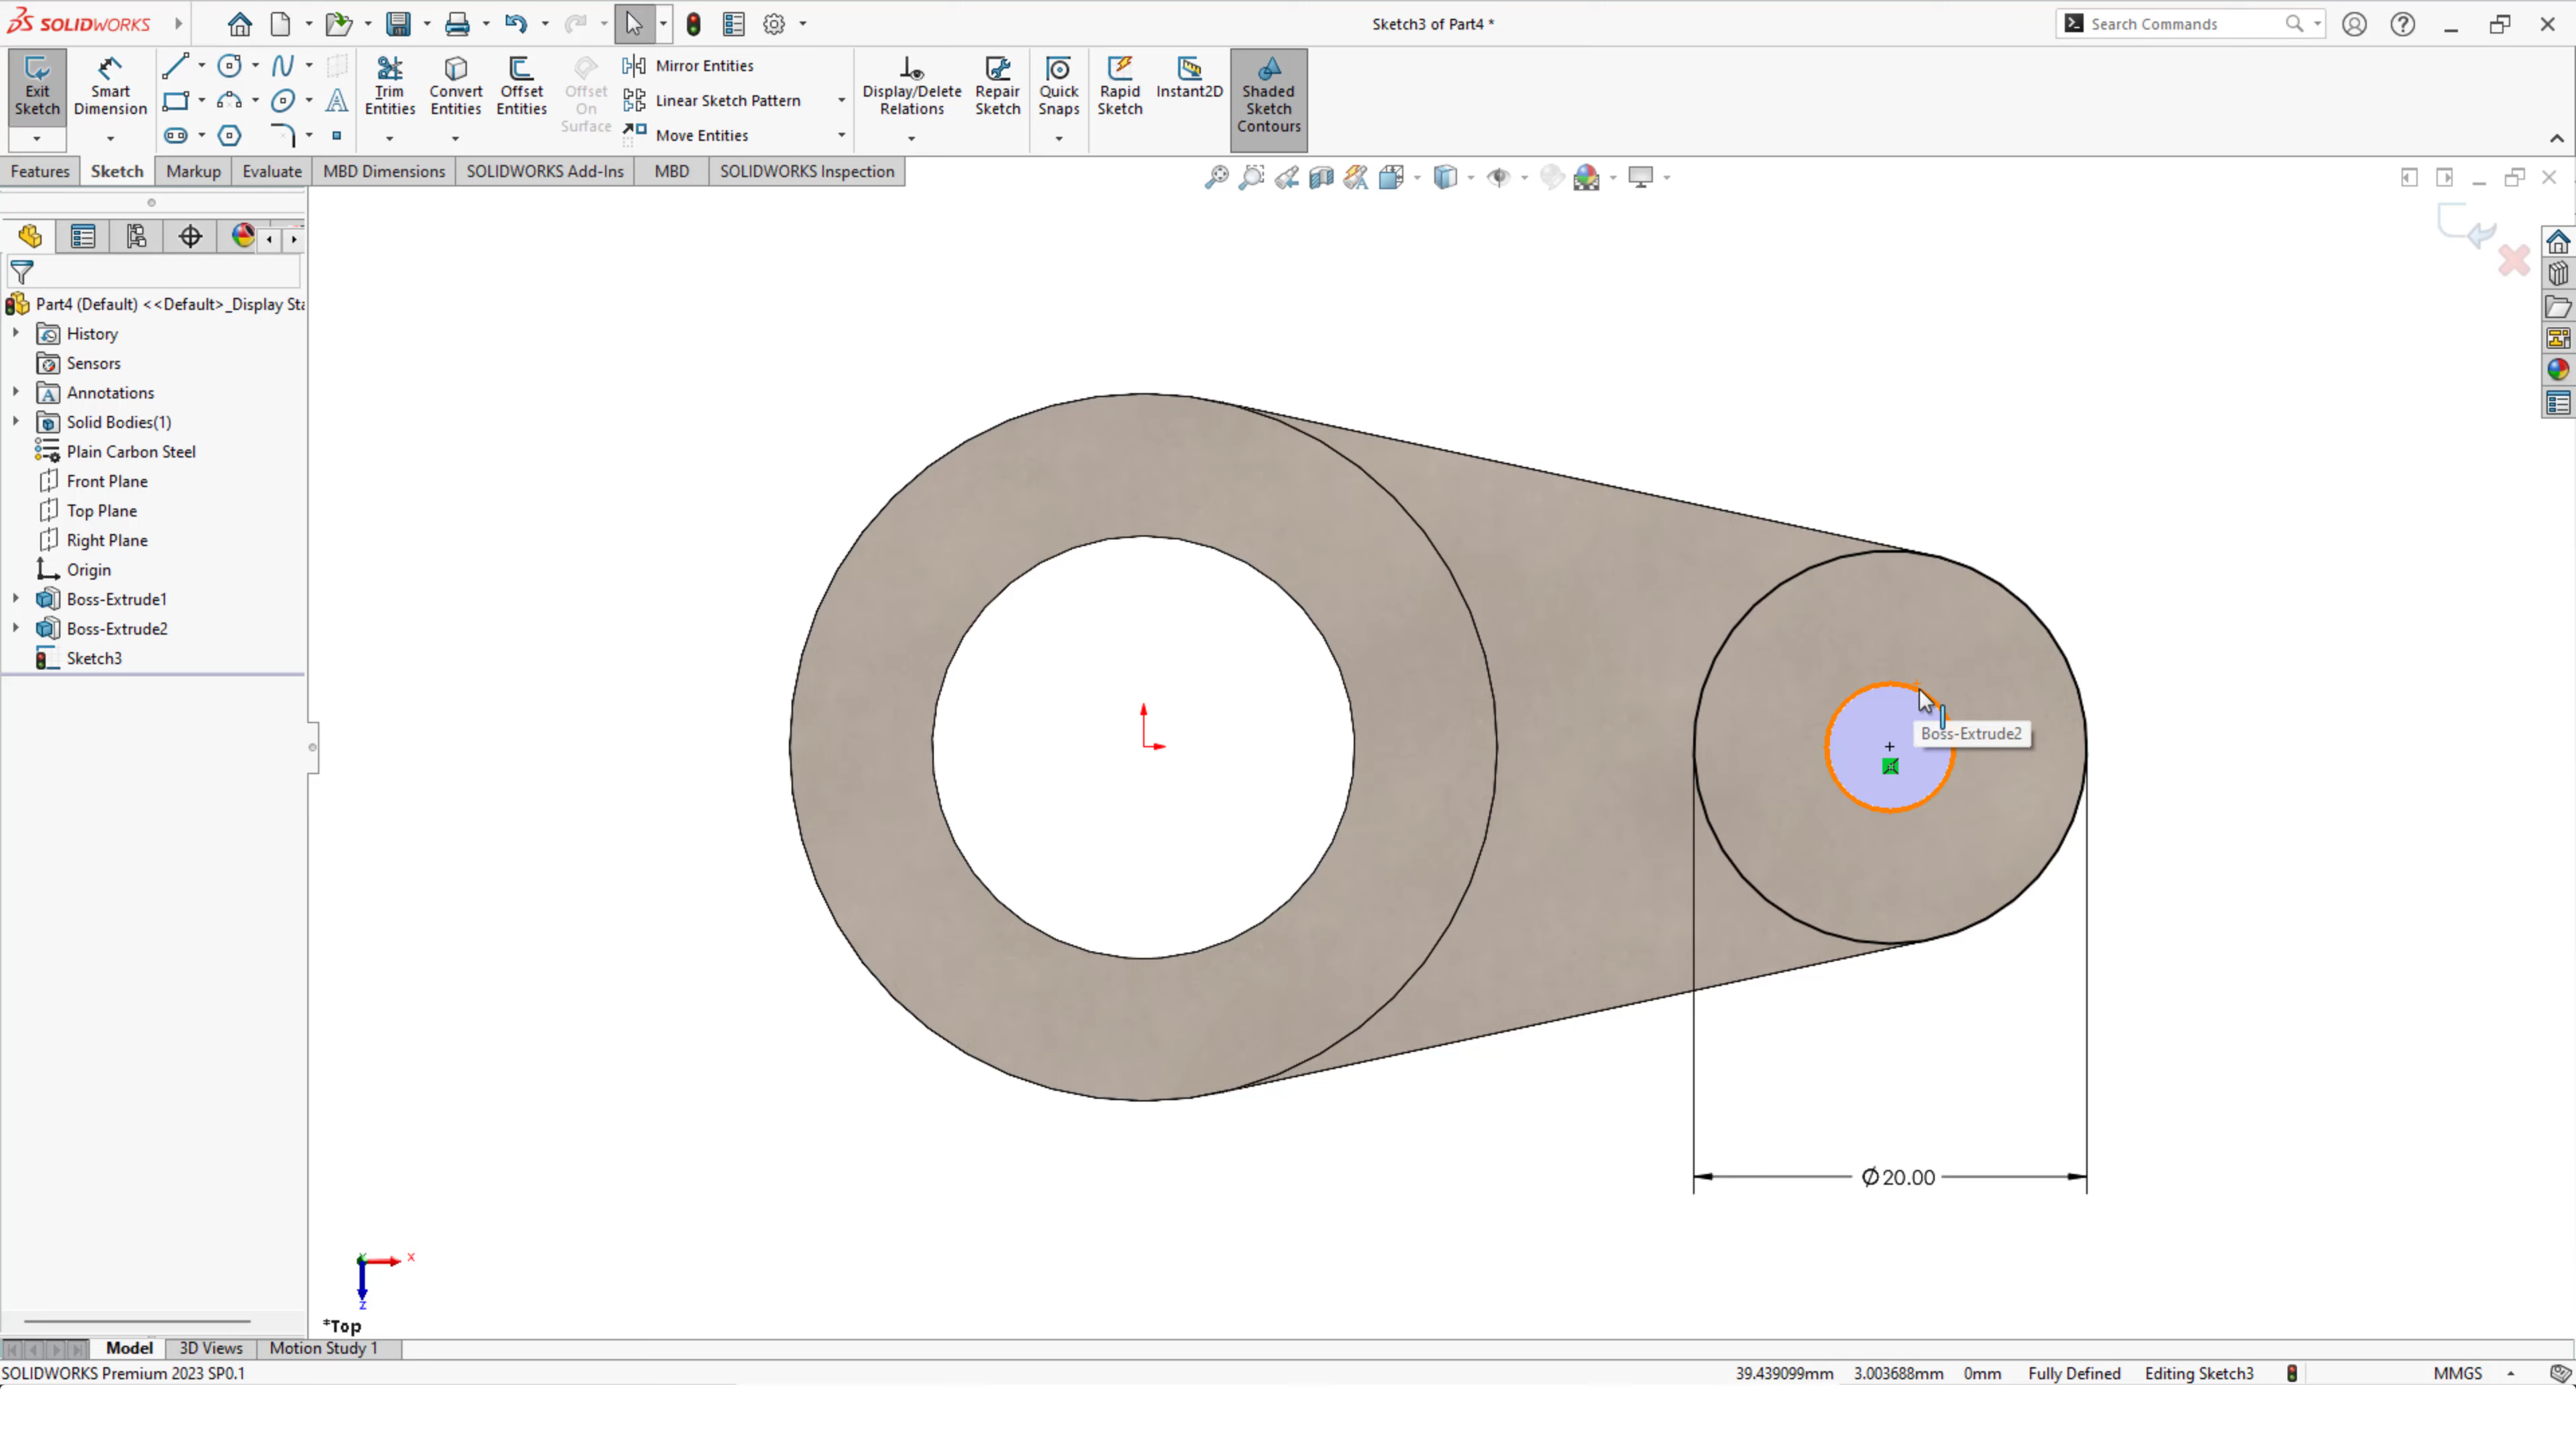 SOLIDWORKS
Sketch3 of Part4 *
Search Commands
Exit Sketch
Smart Dimension
Trim Entities
Convert Entities
Offset Entities
Offset On Surface
Mirror Entities
Linear Sketch Pattern
Move Entities
Display/Delete Relations
Repair Sketch
Quick Snaps
Rapid Sketch
Instant2D
Shaded Sketch Contours
Features
Sketch
Markup
Evaluate
MBD Dimensions
SOLIDWORKS Add-Ins
MBD
SOLIDWORKS Inspection
Part4 (Default) <<Default>_Display Sta
History
Sensors
Annotations
Solid Bodies(1)
Plain Carbon Steel
Front Plane
Top Plane
Right Plane
Origin
Boss-Extrude1
Boss-Extrude2
Sketch3
Boss-Extrude2
Ø20.00
Y
X
Z
*Top
Model
3D Views
Motion Study 1
SOLIDWORKS Premium 2023 SP0.1
39.439099mm
3.003688mm
0mm
Fully Defined
Editing Sketch3
MMGS